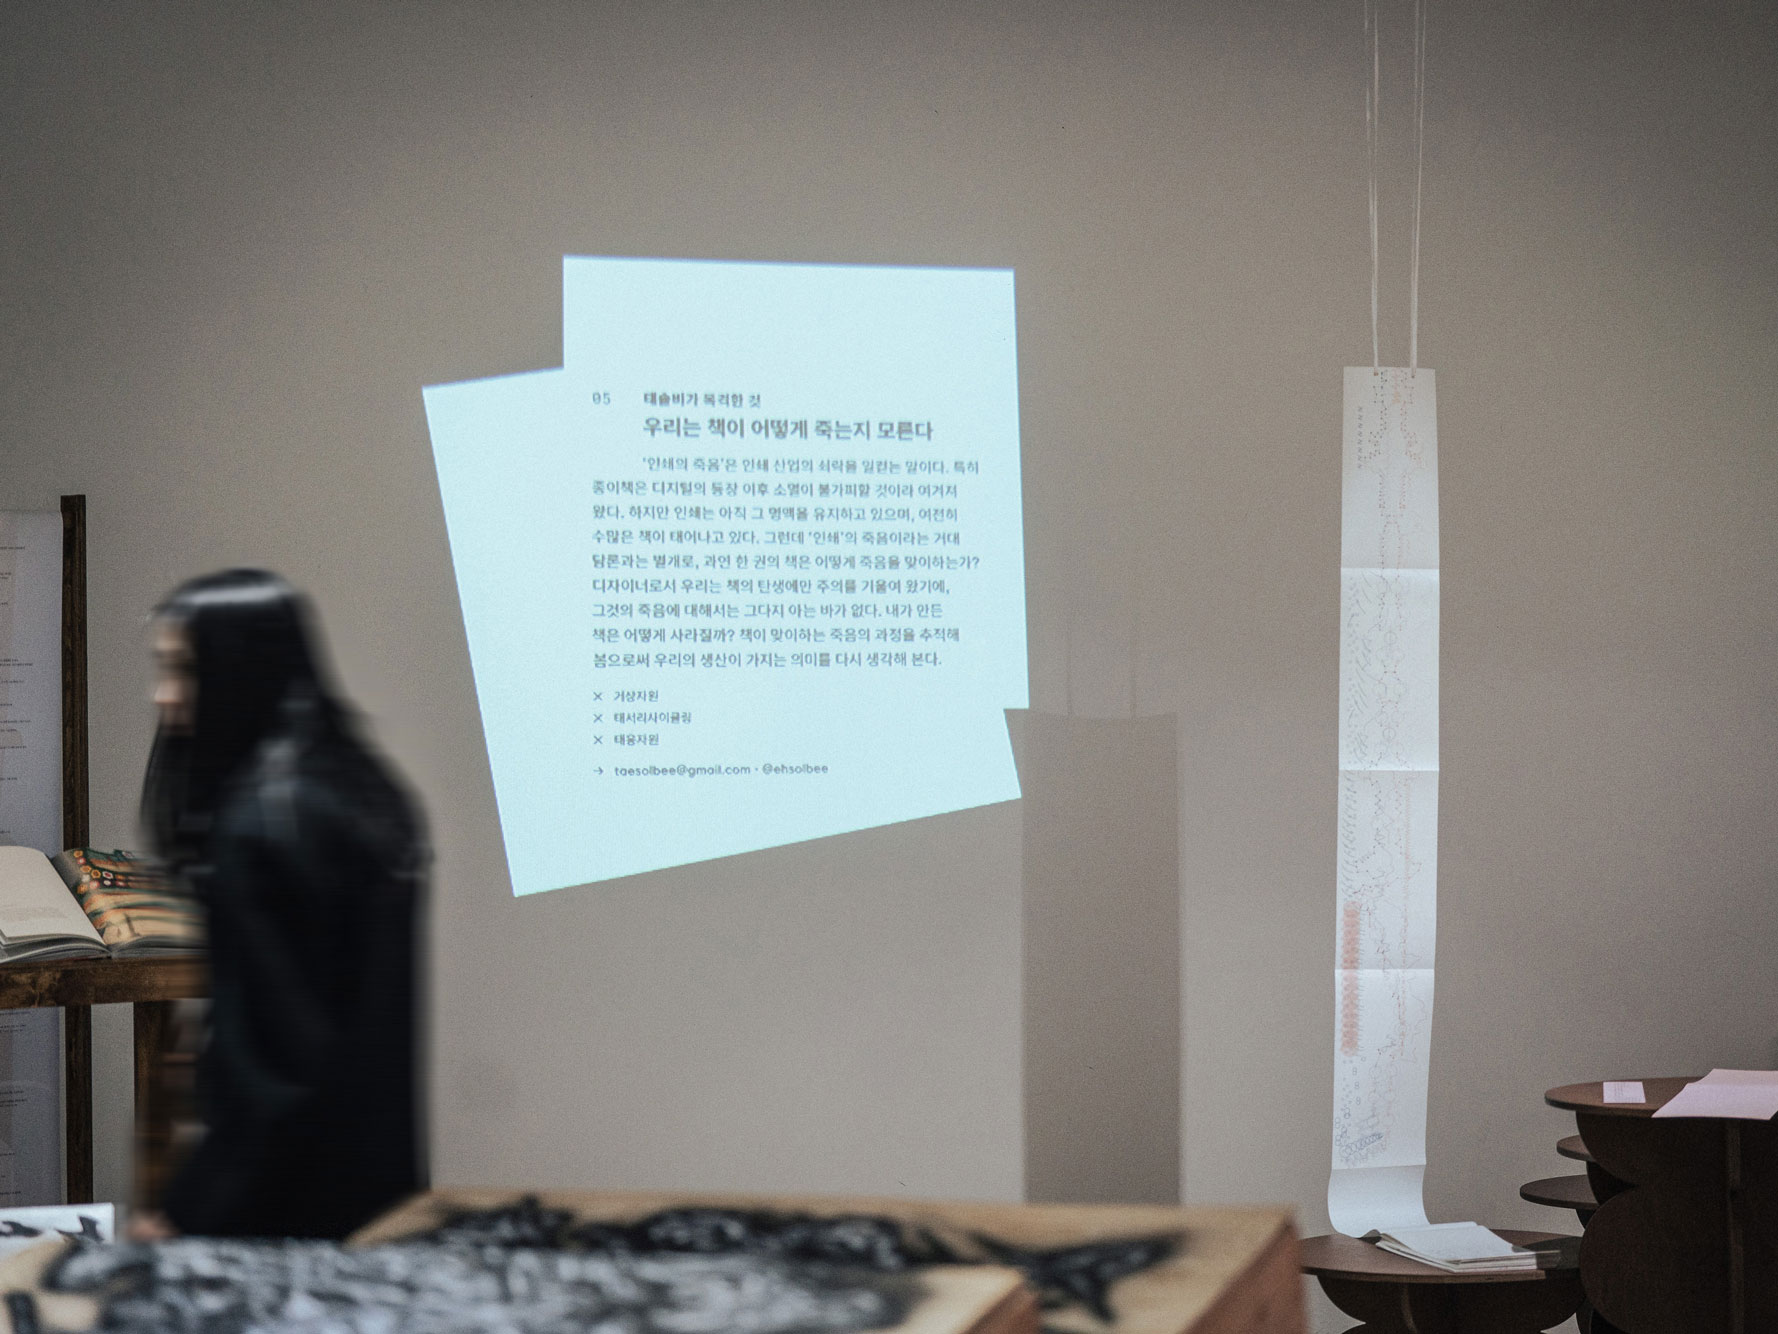 05 태슬비가 목격한 것
우리는 책이 어떻게 죽는지 모른다
'인쇄의 죽음'은 인쇄 산업의 쇠락을 일컫는 말이다. 특히
종이책은 디지털의 등장 이후 소멸이 불가피할 것이라 여겨져
왔다. 하지만 인쇄는 아직 그 명맥을 유지하고 있으며, 여전히
수많은 책이 태어나고 있다. 그런데 '인쇄'의 죽음이라는 거대
담론과는 별개로, 과연 한 권의 책은 어떻게 죽음을 맞이하는가?
디자이너로서 우리는 책의 탄생에만 주의를 기울여 왔기에,
그것의 죽음에 대해서는 그다지 아는 바가 없다. 내가 만든
책은 어떻게 사라질까? 책이 맞이하는 죽음의 과정을 추적해
봄으로써 우리의 생산이 가지는 의미를 다시 생각해 본다.
× 거상자원
× 태서리사이클링
× 태웅자원
→ taesolbee@gmail.com · @ehsolbee